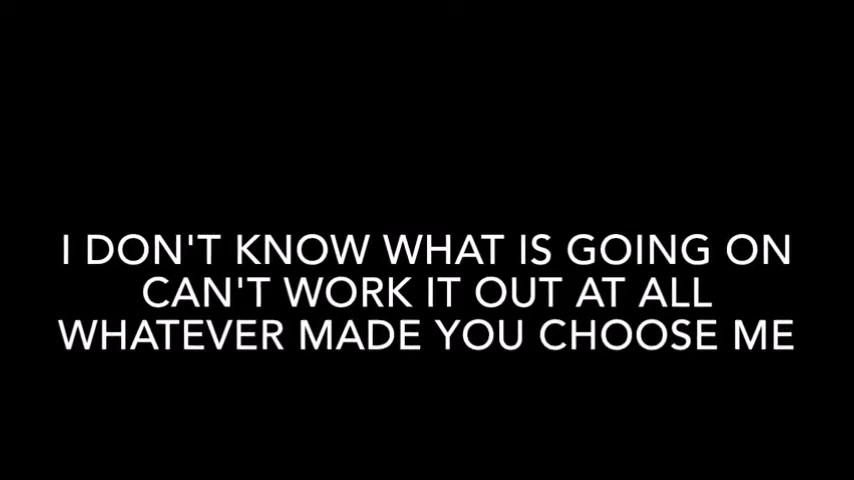 I DON'T KNOW WHAT IS GOING ON
CAN'T WORK IT OUT AT ALL
WHATEVER MADE YOU CHOOSE ME